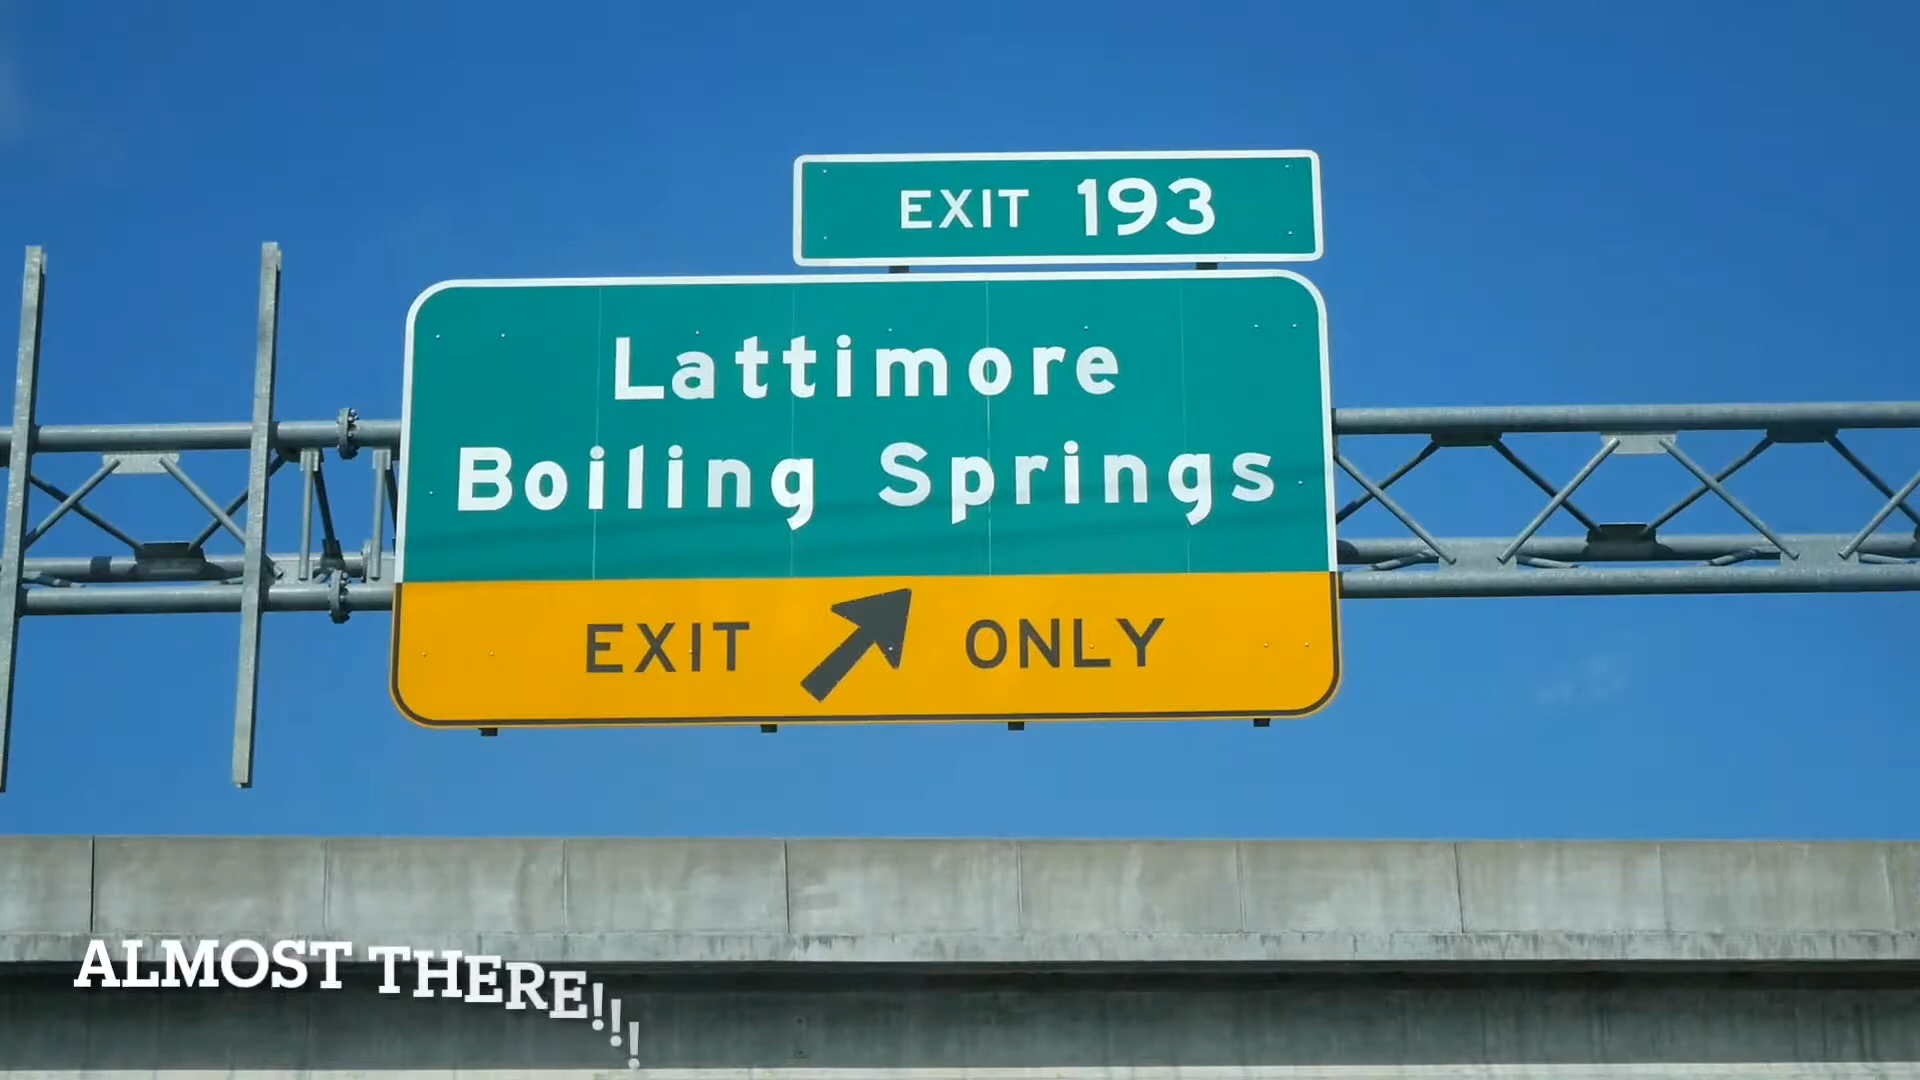 EXIT 193
Lattimore
Boiling Springs
EXIT ONLY
ALMOST THERE!!!